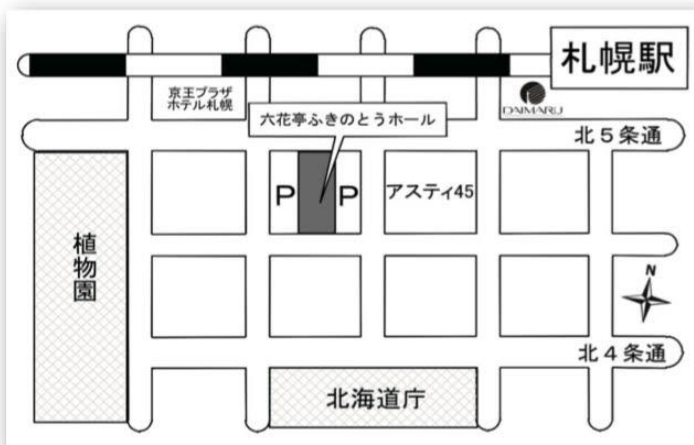 札幌駅
京王プラザ
ホテル札幌
DAIMARU
六花亭ふきのとうホール
北5条通
P
P
アスティ45
植物園
N
北4条通
北海道庁